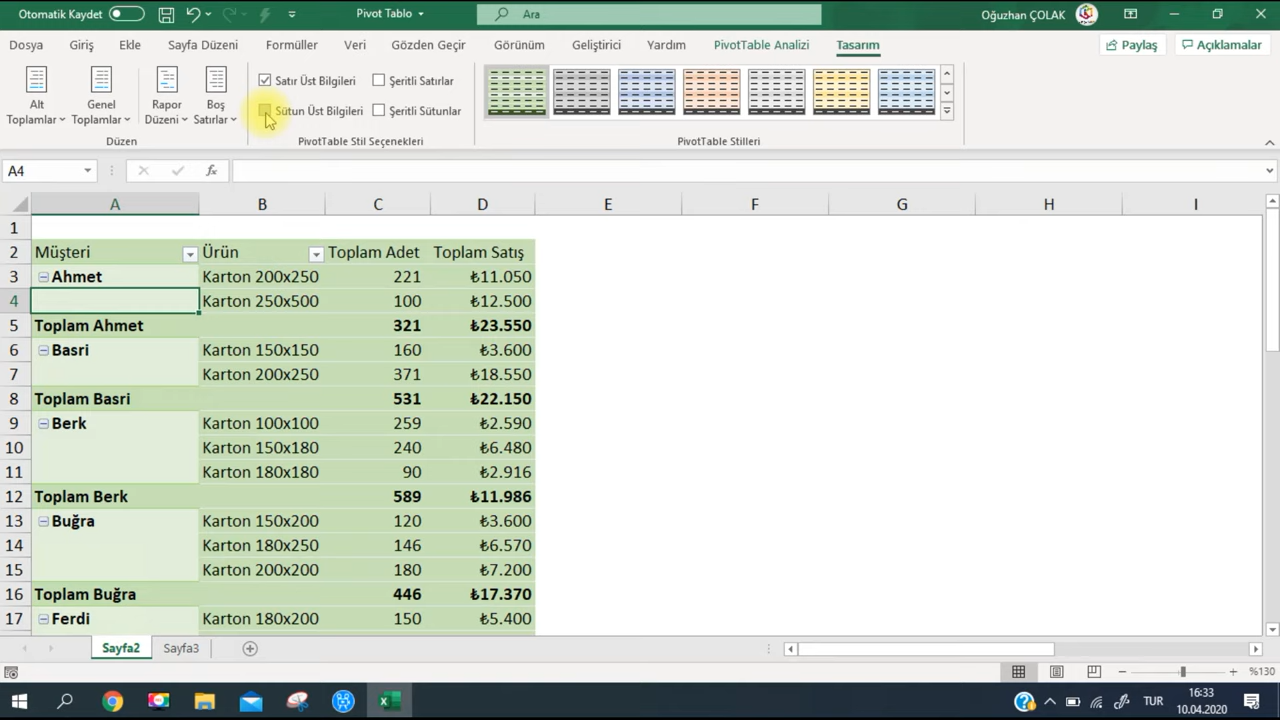 Otomatik Kaydet
Pivot Tablo
Ara
Oğuzhan ÇOLAK
Dosya Giriş Ekle Sayfa Düzeni Formüller Veri Gözden Geçir Görünüm Geliştirici Yardım PivotTable Analizi Tasarım Paylaş Açıklamalar
Alt Toplamlar
Genel Toplamlar
Rapor Düzeni
Boş Satırlar
Satır Üst Bilgileri Şeritli Satırlar
Sütun Üst Bilgileri Şeritli Sütunlar
Düzen PivotTable Stil Seçenekleri PivotTable Stilleri
A4 fx
A B C D E F G H I
1
2 Müşteri Ürün Toplam Adet Toplam Satış
3 Ahmet Karton 200x250 221 ₺11.050
4 Karton 250x500 100 ₺12.500
5 Toplam Ahmet 321 ₺23.550
6 Basri Karton 150x150 160 ₺3.600
7 Karton 200x250 371 ₺18.550
8 Toplam Basri 531 ₺22.150
9 Berk Karton 100x100 259 ₺2.590
10 Karton 150x180 240 ₺6.480
11 Karton 180x180 90 ₺2.916
12 Toplam Berk 589 ₺11.986
13 Buğra Karton 150x200 120 ₺3.600
14 Karton 180x250 146 ₺6.570
15 Karton 200x200 180 ₺7.200
16 Toplam Buğra 446 ₺17.370
17 Ferdi Karton 180x200 150 ₺5.400
Sayfa2 Sayfa3
%130
TUR
16:33
10.04.2020